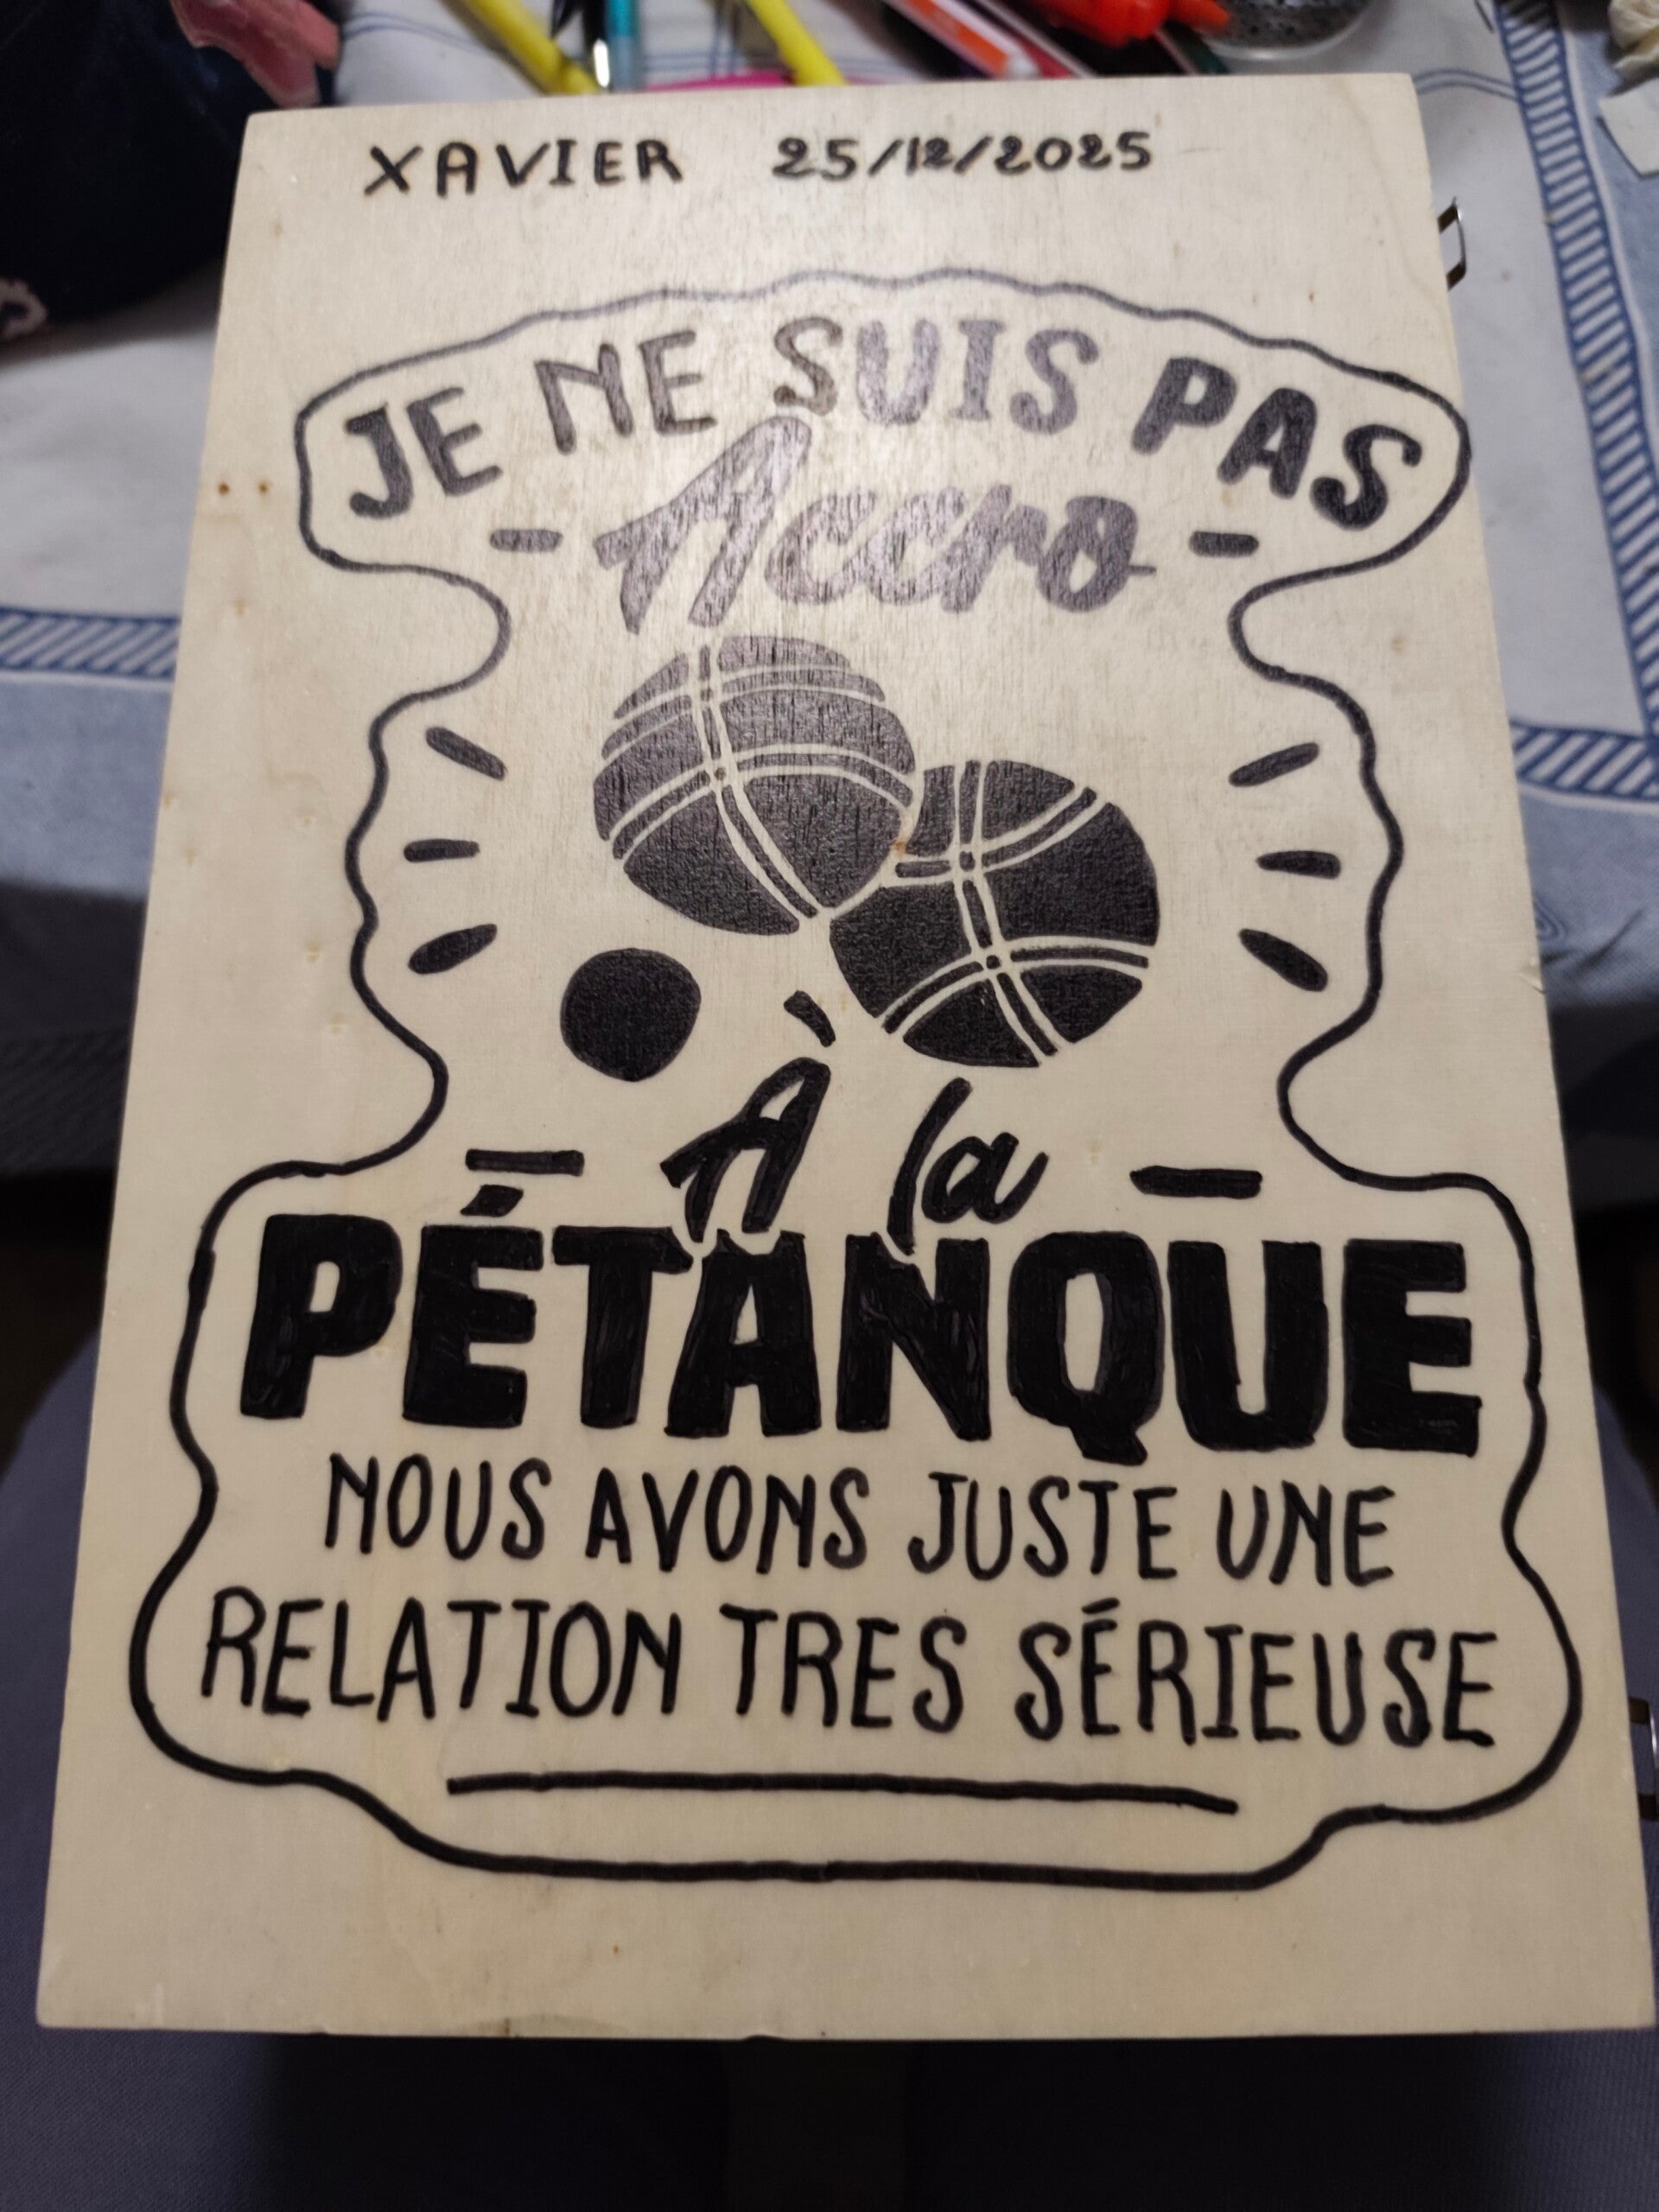 XAVIER 25/12/2025
JE NE SUIS PAS
Accro
À la
PÉTANQUE
NOUS AVONS JUSTE UNE
RELATION TRES SÉRIEUSE